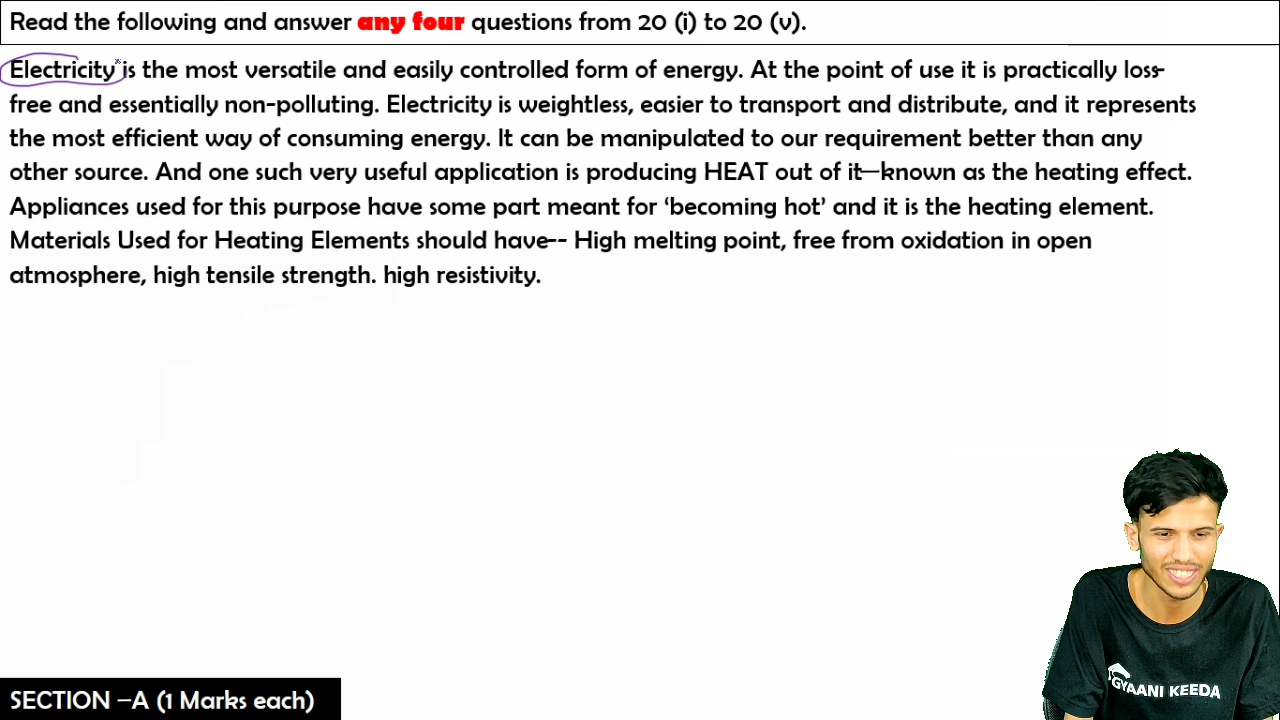 Read the following and answer any four questions from 20 (i) to 20 (v).
Electricity is the most versatile and easily controlled form of energy. At the point of use it is practically loss-
free and essentially non-polluting. Electricity is weightless, easier to transport and distribute, and it represents
the most efficient way of consuming energy. It can be manipulated to our requirement better than any
other source. And one such very useful application is producing HEAT out of it—known as the heating effect.
Appliances used for this purpose have some part meant for ‘becoming hot’ and it is the heating element.
Materials Used for Heating Elements should have-- High melting point, free from oxidation in open
atmosphere, high tensile strength. high resistivity.
GYAANI KEEDA
SECTION –A (1 Marks each)